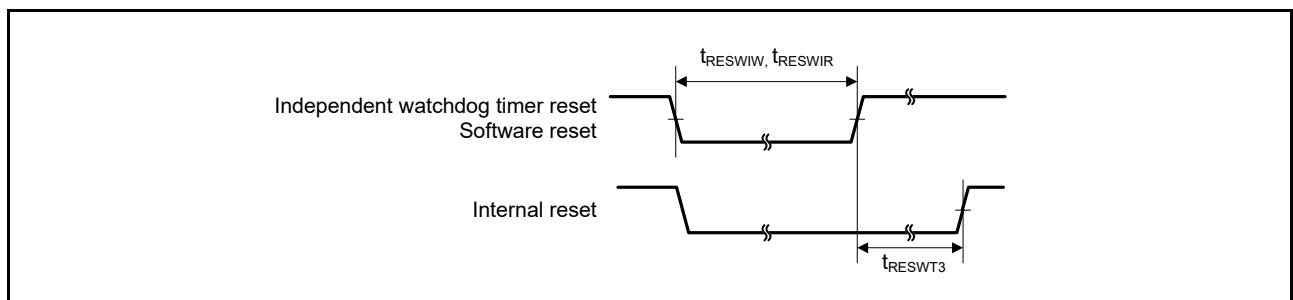 tRESWIW, tRESWIR
Independent watchdog timer reset
Software reset
Internal reset
tRESWT3